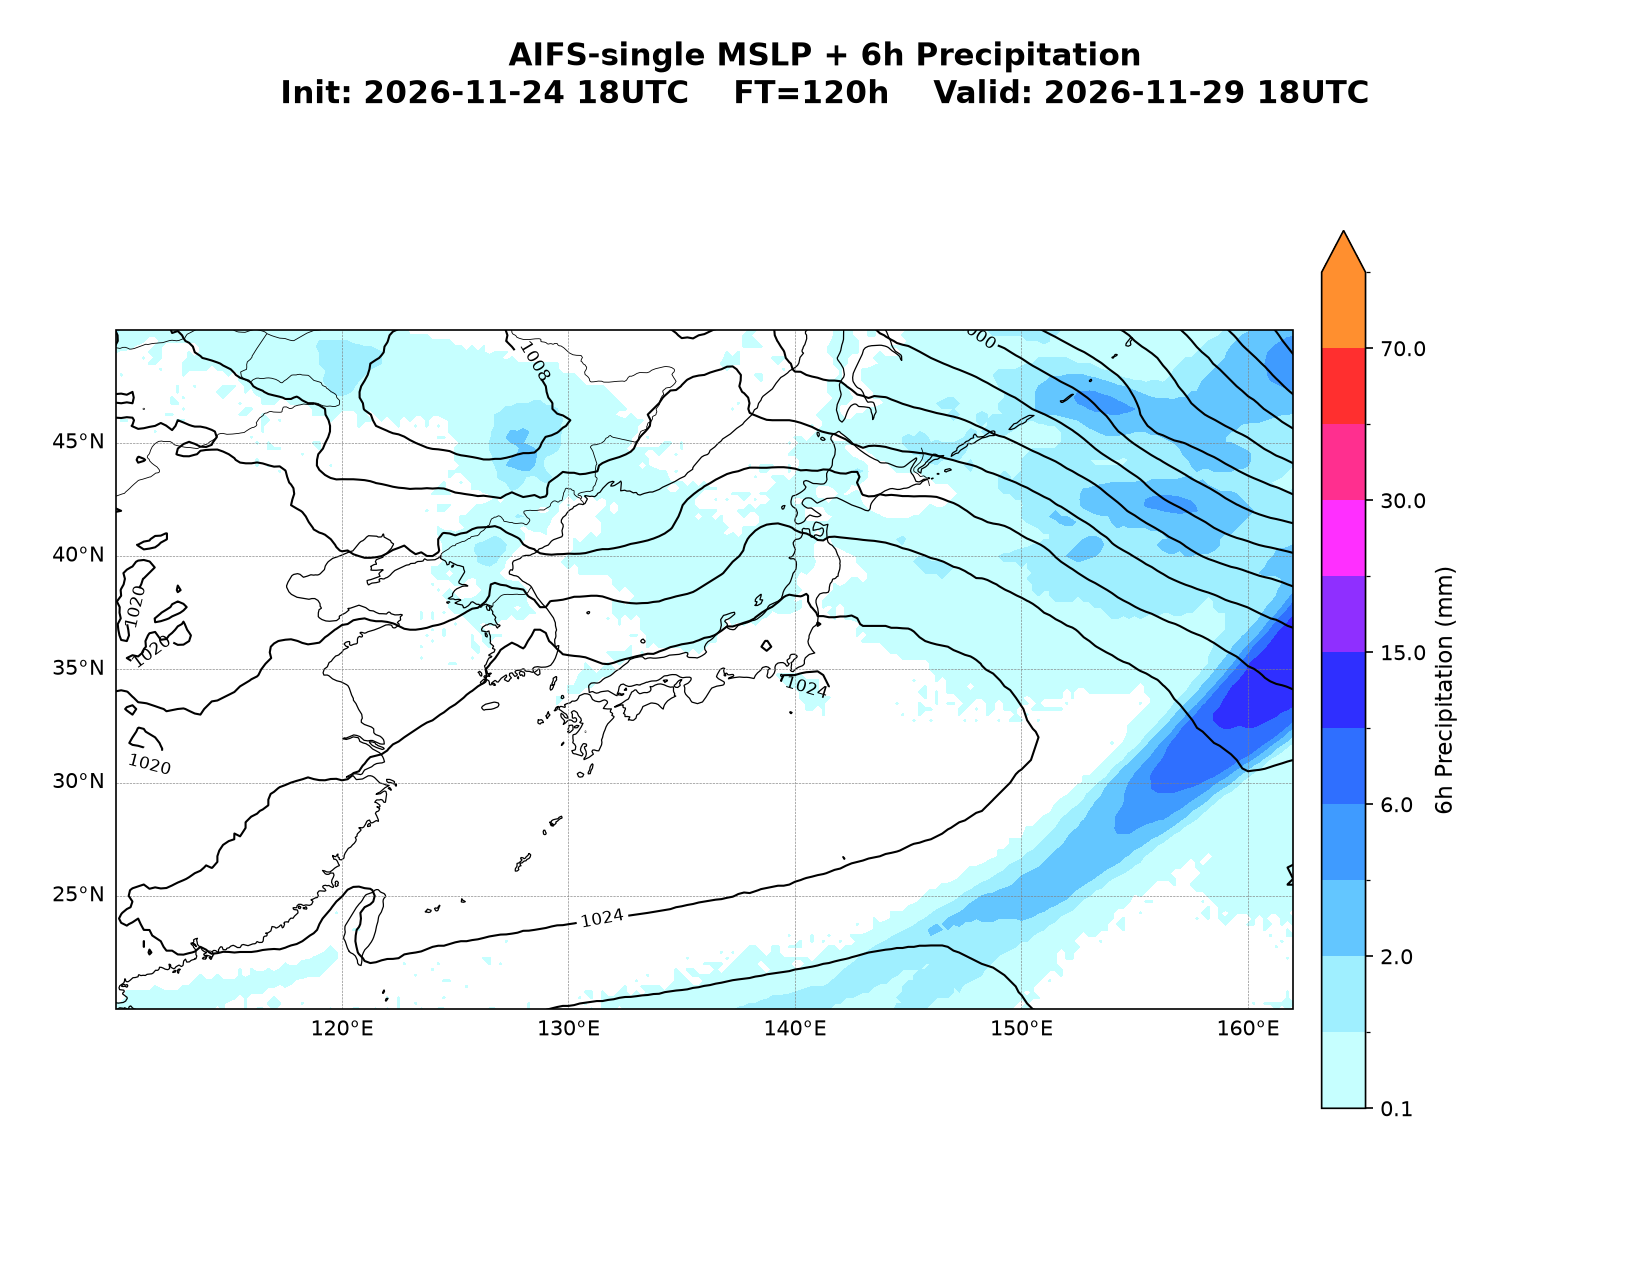 AIFS-single MSLP + 6h Precipitation
Init: 2026-11-24 18UTC    FT=120h    Valid: 2026-11-29 18UTC
1008
1020
1020
1020
1024
1024
45°N
40°N
35°N
30°N
25°N
120°E
130°E
140°E
150°E
160°E
70.0
30.0
15.0
6.0
2.0
0.1
6h Precipitation (mm)